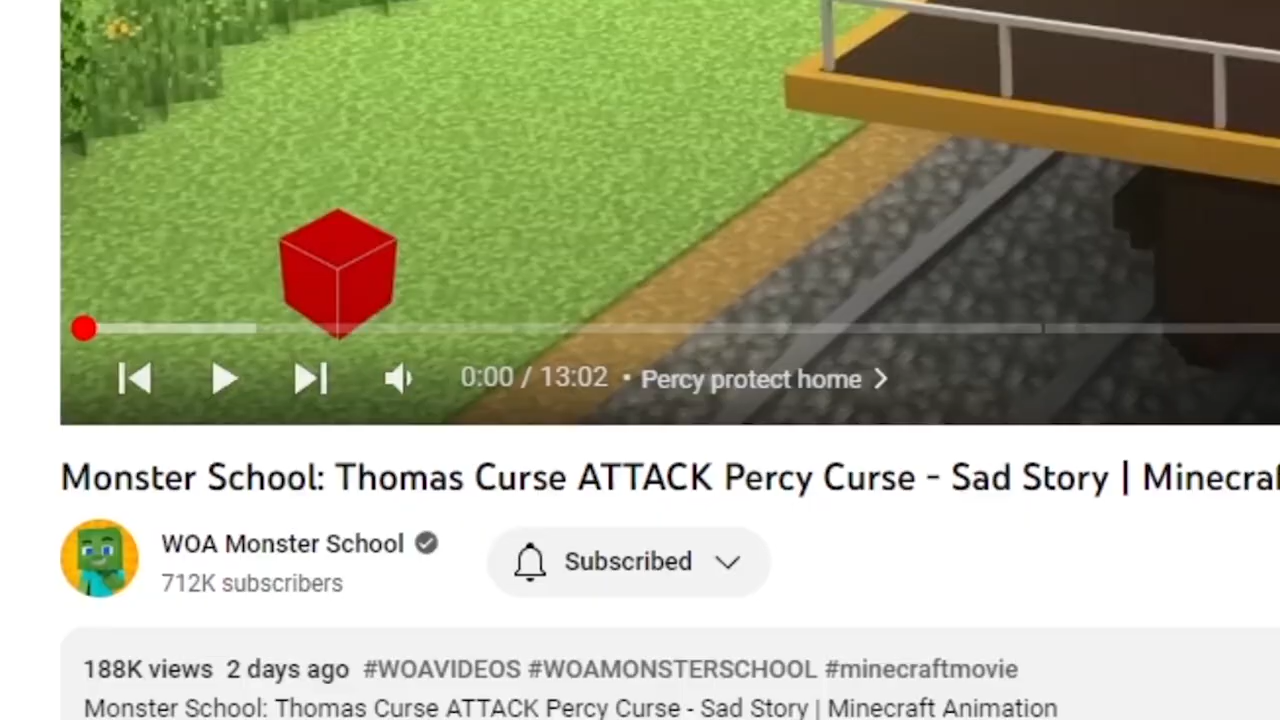 0:00 / 13:02 • Percy protect home
Monster School: Thomas Curse ATTACK Percy Curse - Sad Story | Minecraf
WOA Monster School
712K subscribers
Subscribed
188K views 2 days ago #WOAVIDEOS #WOAMONSTERSCHOOL #minecraftmovie
Monster School: Thomas Curse ATTACK Percy Curse - Sad Story | Minecraft Animation